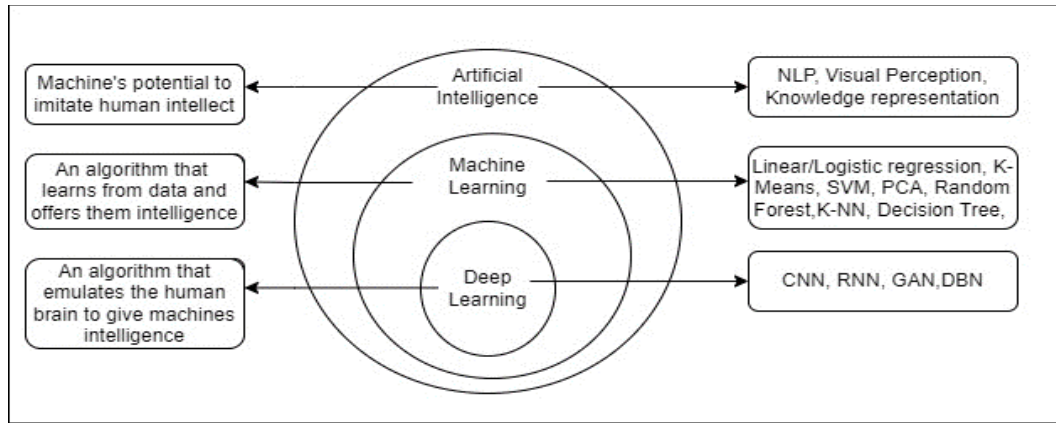 Machine's potential to
imitate human intellect
Artificial
Intelligence
NLP, Visual Perception,
Knowledge representation
An algorithm that
learns from data and
offers them intelligence
Machine
Learning
Linear/Logistic regression, K-
Means, SVM, PCA, Random
Forest,K-NN, Decision Tree,
An algorithm that
emulates the human
brain to give machines
intelligence
Deep
Learning
CNN, RNN, GAN,DBN